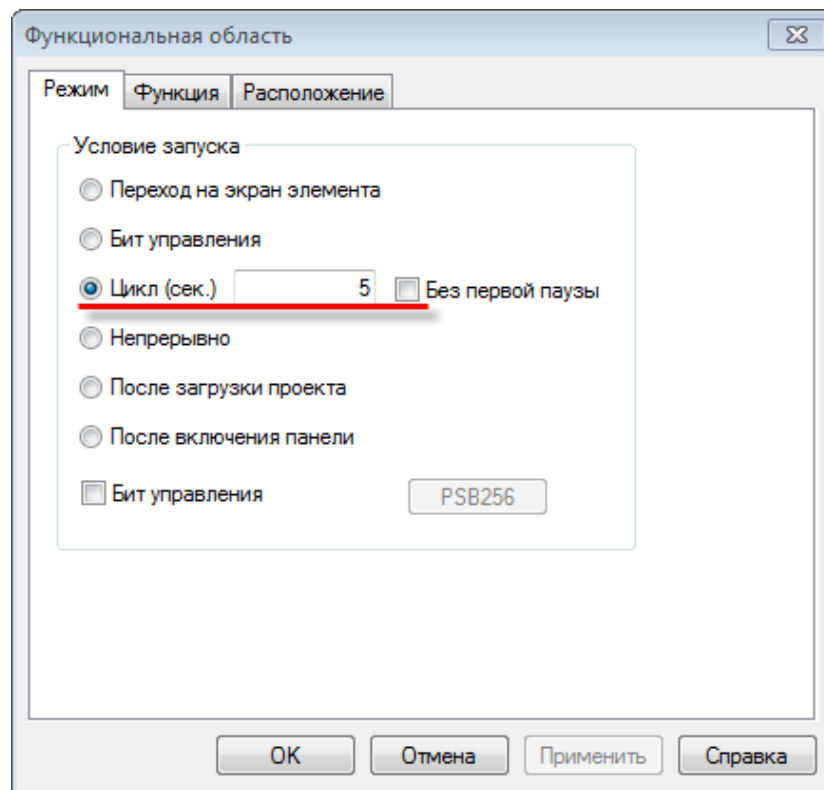 Функциональная область
Режим Функция Расположение
Условие запуска
Переход на экран элемента
Бит управления
Цикл (сек.) 5 Без первой паузы
Непрерывно
После загрузки проекта
После включения панели
Бит управления PSB256
OK Отмена Применить Справка